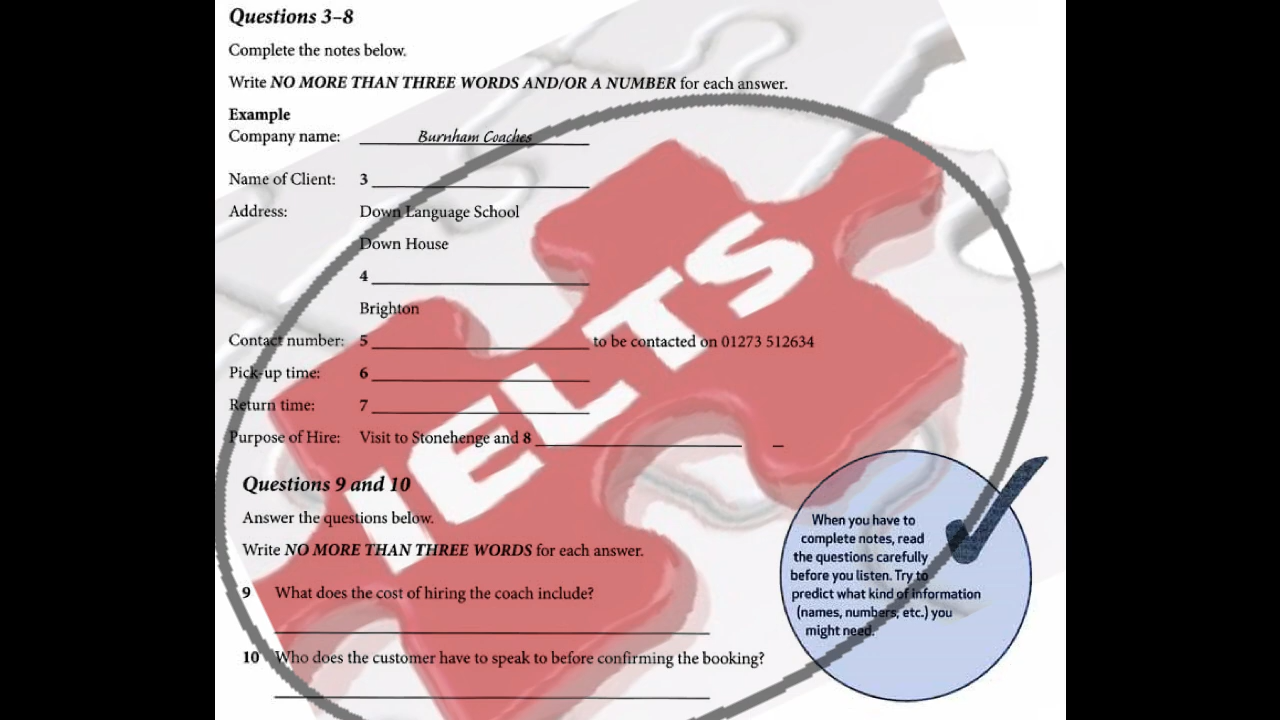 Questions 3–8
Complete the notes below.
Write NO MORE THAN THREE WORDS AND/OR A NUMBER for each answer.
Example
Company name: Burnham Coaches
Name of Client: 3
Address: Down Language School
Down House
4
Brighton
Contact number: 5 to be contacted on 01273 512634
Pick-up time: 6
Return time: 7
Purpose of Hire: Visit to Stonehenge and 8
IELTS
Questions 9 and 10
Answer the questions below.
Write NO MORE THAN THREE WORDS for each answer.
9 What does the cost of hiring the coach include?
10 Who does the customer have to speak to before confirming the booking?
When you have to
complete notes, read
the questions carefully
before you listen. Try to
predict what kind of information
(names, numbers, etc.) you
might need.